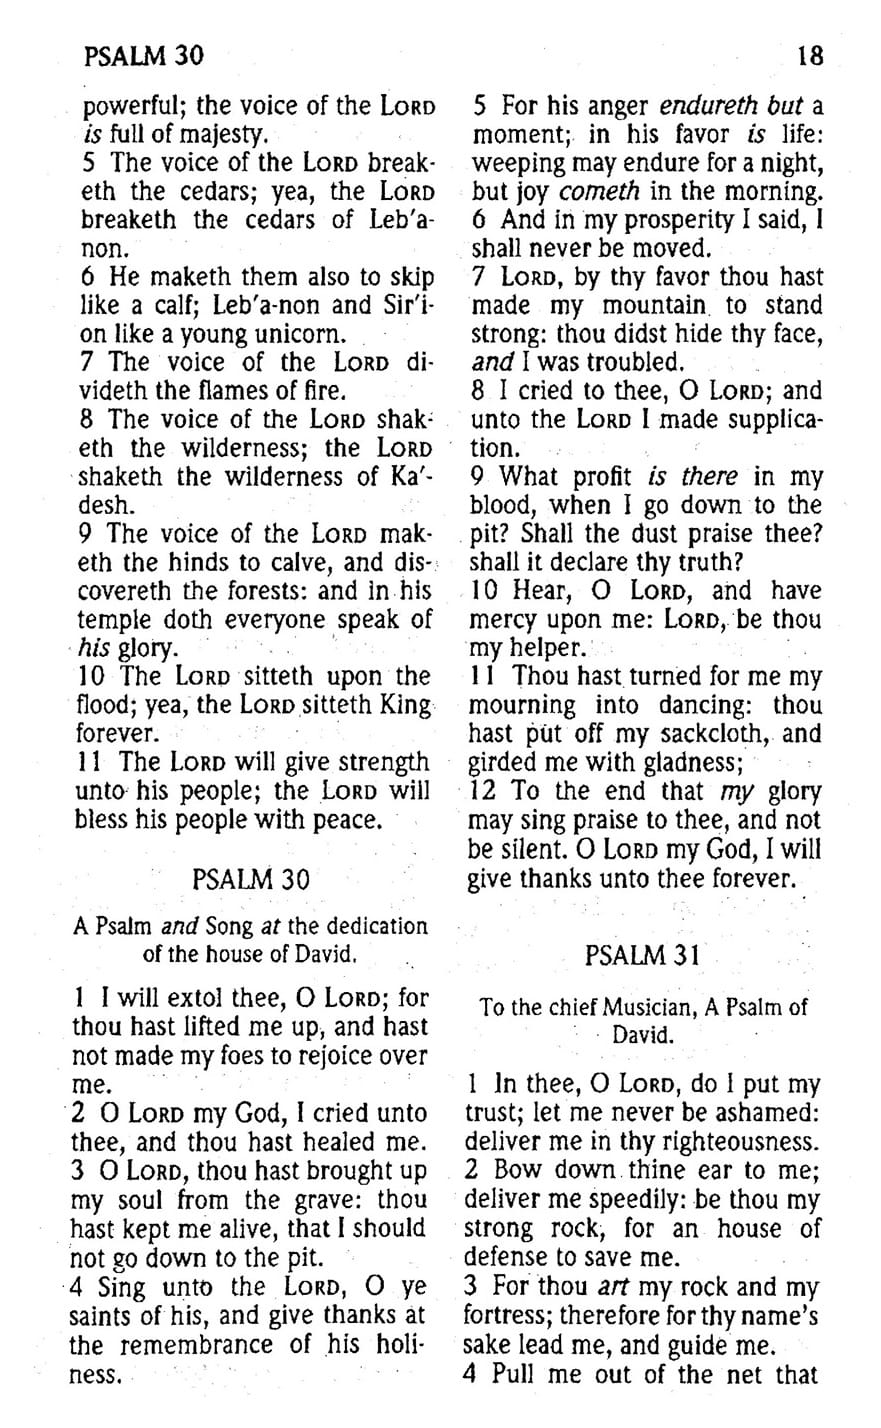 PSALM 30
18
powerful; the voice of the LORD
is full of majesty.
5 The voice of the LORD break-
eth the cedars; yea, the LORD
breaketh the cedars of Leb'a-
non.
6 He maketh them also to skip
like a calf; Leb'a-non and Sir'i-
on like a young unicorn.
7 The voice of the LORD di-
videth the flames of fire.
8 The voice of the LORD shak-
eth the wilderness; the LORD
shaketh the wilderness of Ka'-
desh.
9 The voice of the LORD mak-
eth the hinds to calve, and dis-
covereth the forests: and in his
temple doth everyone speak of
his glory.
10 The LORD sitteth upon the
flood; yea, the LORD sitteth King
forever.
11 The LORD will give strength
unto his people; the LORD will
bless his people with peace.
PSALM 30
A Psalm and Song at the dedication
of the house of David.
1 I will extol thee, O LORD; for
thou hast lifted me up, and hast
not made my foes to rejoice over
me.
2 O LORD my God, I cried unto
thee, and thou hast healed me.
3 O LORD, thou hast brought up
my soul from the grave: thou
hast kept me alive, that I should
not go down to the pit.
4 Sing unto the LORD, O ye
saints of his, and give thanks at
the remembrance of his holi-
ness.
5 For his anger endureth but a
moment; in his favor is life:
weeping may endure for a night,
but joy cometh in the morning.
6 And in my prosperity I said, I
shall never be moved.
7 LORD, by thy favor thou hast
made my mountain to stand
strong: thou didst hide thy face,
and I was troubled.
8 I cried to thee, O LORD; and
unto the LORD I made supplica-
tion.
9 What profit is there in my
blood, when I go down to the
pit? Shall the dust praise thee?
shall it declare thy truth?
10 Hear, O LORD, and have
mercy upon me: LORD, be thou
my helper.
11 Thou hast turned for me my
mourning into dancing: thou
hast put off my sackcloth, and
girded me with gladness;
12 To the end that my glory
may sing praise to thee, and not
be silent. O LORD my God, I will
give thanks unto thee forever.
PSALM 31
To the chief Musician, A Psalm of
David.
1 In thee, O LORD, do I put my
trust; let me never be ashamed:
deliver me in thy righteousness.
2 Bow down thine ear to me;
deliver me speedily: be thou my
strong rock, for an house of
defense to save me.
3 For thou art my rock and my
fortress; therefore for thy name's
sake lead me, and guide me.
4 Pull me out of the net that